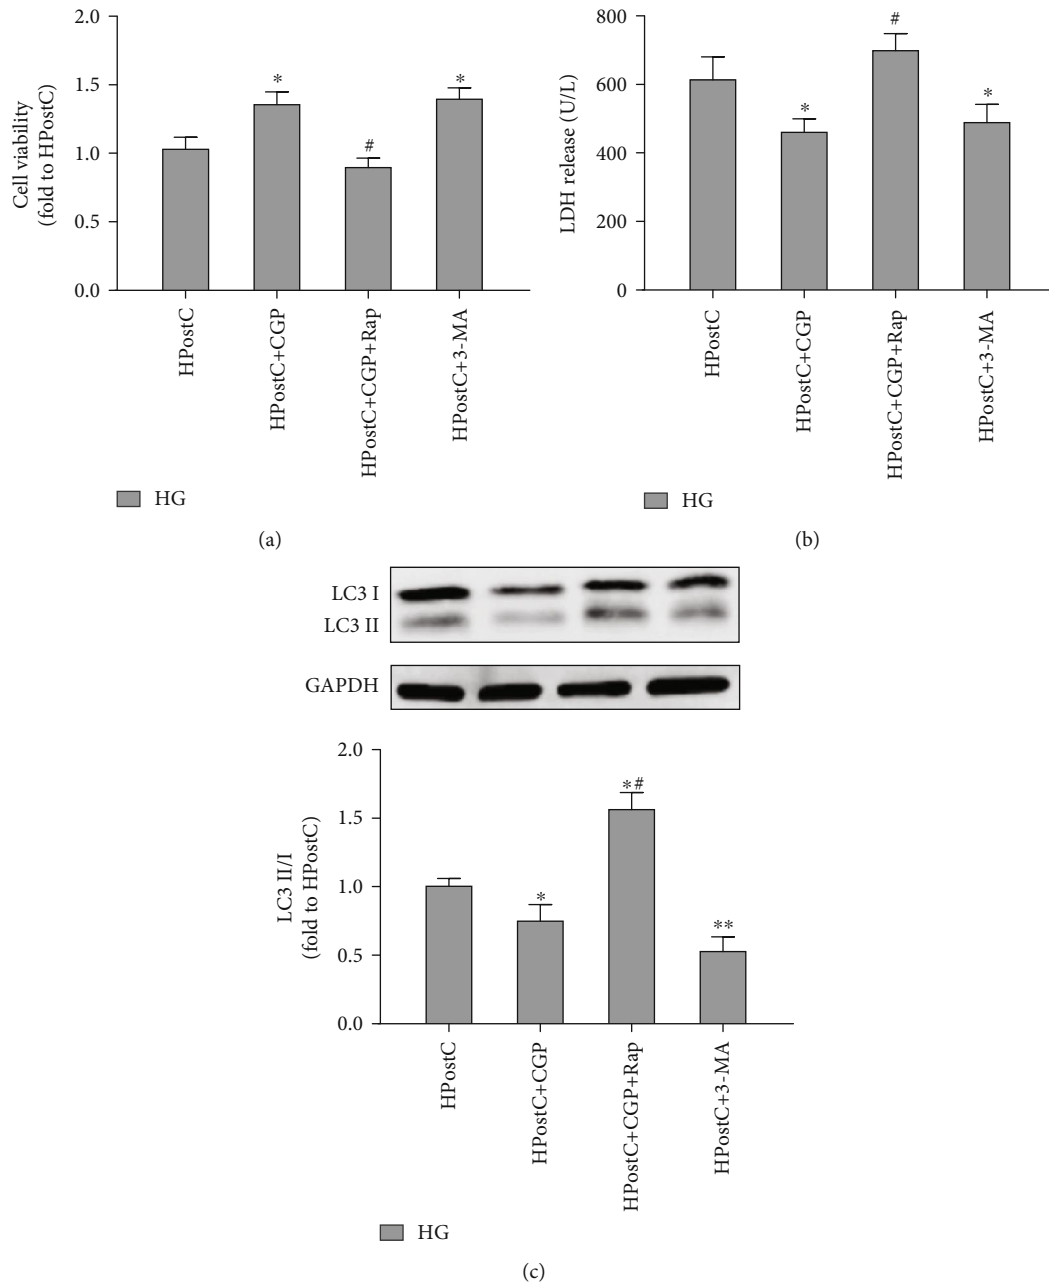 Cell viability
(fold to HPostC)
2.0
1.5
1.0
0.5
0.0
*
#
*
HPostC
HPostC+CGP
HPostC+CGP+Rap
HPostC+3-MA
HG
(a)
LDH release (U/L)
800
600
400
200
0
*
#
*
HPostC
HPostC+CGP
HPostC+CGP+Rap
HPostC+3-MA
HG
(b)
LC3 I
LC3 II
GAPDH
LC3 II/I
(fold to HPostC)
2.0
1.5
1.0
0.5
0.0
*
*#
**
HPostC
HPostC+CGP
HPostC+CGP+Rap
HPostC+3-MA
HG
(c)